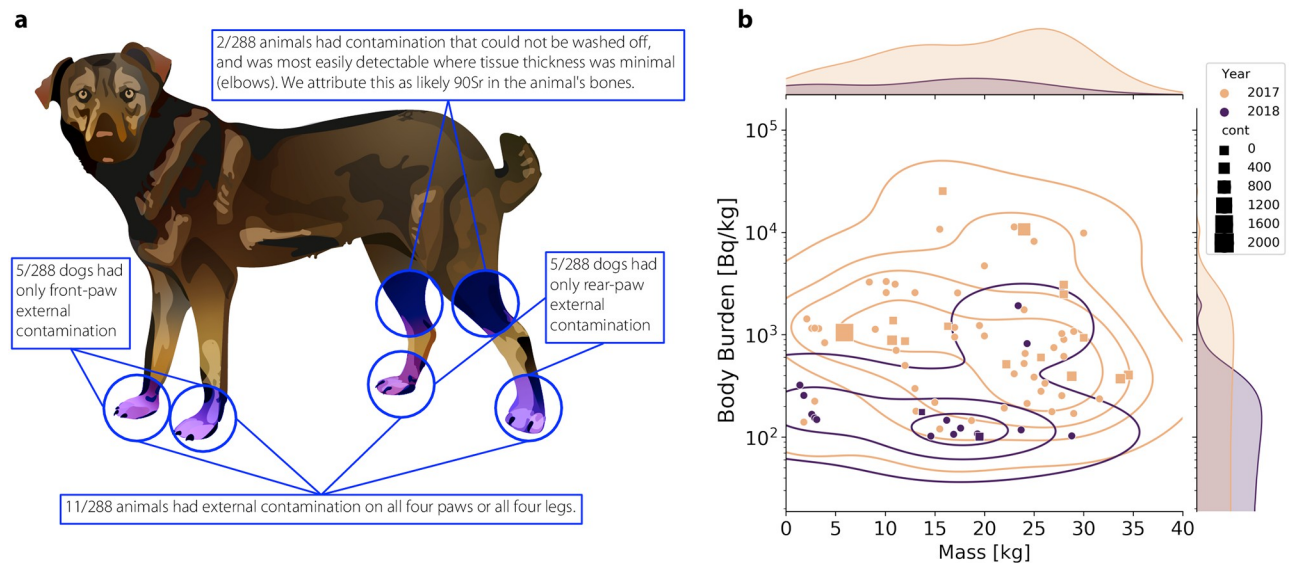 a
2/288 animals had contamination that could not be washed off,
and was most easily detectable where tissue thickness was minimal
(elbows). We attribute this as likely 90Sr in the animal's bones.
5/288 dogs had
only front-paw
external
contamination
5/288 dogs had
only rear-paw
external
contamination
11/288 animals had external contamination on all four paws or all four legs.
b
Body Burden [Bq/kg]
10⁵
10⁴
10³
10²
0 5 10 15 20 25 30 35 40
Mass [kg]
Year
2017
2018
cont
0
400
800
1200
1600
2000